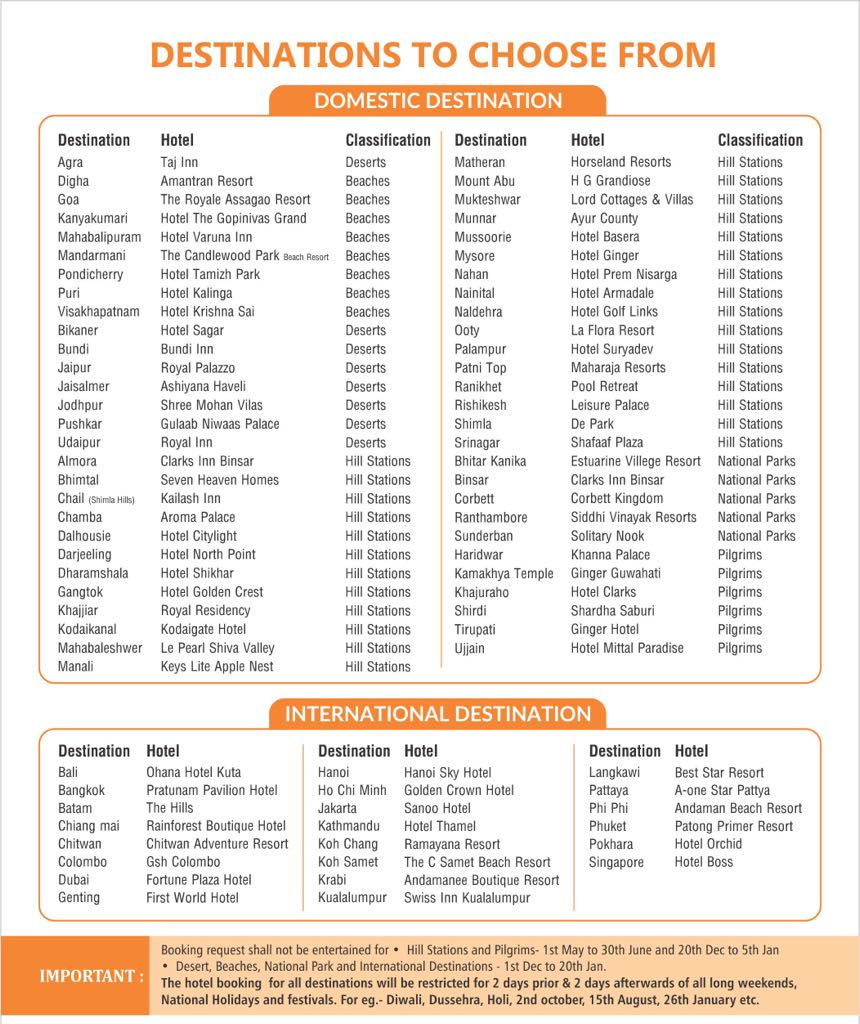 DESTINATIONS TO CHOOSE FROM
DOMESTIC DESTINATION
Destination Hotel Classification
Agra Taj Inn Deserts
Digha Amantran Resort Beaches
Goa The Royale Assagao Resort Beaches
Kanyakumari Hotel The Gopinivas Grand Beaches
Mahabalipuram Hotel Varuna Inn Beaches
Mandarmani The Candlewood Park Beach Resort Beaches
Pondicherry Hotel Tamizh Park Beaches
Puri Hotel Kalinga Beaches
Visakhapatnam Hotel Krishna Sai Beaches
Bikaner Hotel Sagar Deserts
Bundi Bundi Inn Deserts
Jaipur Royal Palazzo Deserts
Jaisalmer Ashiyana Haveli Deserts
Jodhpur Shree Mohan Vilas Deserts
Pushkar Gulaab Niwaas Palace Deserts
Udaipur Royal Inn Deserts
Almora Clarks Inn Binsar Hill Stations
Bhimtal Seven Heaven Homes Hill Stations
Chail (Shimla Hills) Kailash Inn Hill Stations
Chamba Aroma Palace Hill Stations
Dalhousie Hotel Citylight Hill Stations
Darjeeling Hotel North Point Hill Stations
Dharamshala Hotel Shikhar Hill Stations
Gangtok Hotel Golden Crest Hill Stations
Khajjiar Royal Residency Hill Stations
Kodaikanal Kodaigate Hotel Hill Stations
Mahabaleshwer Le Pearl Shiva Valley Hill Stations
Manali Keys Lite Apple Nest Hill Stations
Destination Hotel Classification
Matheran Horseland Resorts Hill Stations
Mount Abu H G Grandiose Hill Stations
Mukteshwar Lord Cottages & Villas Hill Stations
Munnar Ayur County Hill Stations
Mussoorie Hotel Basera Hill Stations
Mysore Hotel Ginger Hill Stations
Nahan Hotel Prem Nisarga Hill Stations
Nainital Hotel Armadale Hill Stations
Naldehra Hotel Golf Links Hill Stations
Ooty La Flora Resort Hill Stations
Palampur Hotel Suryadev Hill Stations
Patni Top Maharaja Resorts Hill Stations
Ranikhet Pool Retreat Hill Stations
Rishikesh Leisure Palace Hill Stations
Shimla De Park Hill Stations
Srinagar Shafaaf Plaza Hill Stations
Bhitar Kanika Estuarine Villege Resort National Parks
Binsar Clarks Inn Binsar National Parks
Corbett Corbett Kingdom National Parks
Ranthambore Siddhi Vinayak Resorts National Parks
Sunderban Solitary Nook National Parks
Haridwar Khanna Palace Pilgrims
Kamakhya Temple Ginger Guwahati Pilgrims
Khajuraho Hotel Clarks Pilgrims
Shirdi Shardha Saburi Pilgrims
Tirupati Ginger Hotel Pilgrims
Ujjain Hotel Mittal Paradise Pilgrims
INTERNATIONAL DESTINATION
Destination Hotel
Bali Ohana Hotel Kuta
Bangkok Pratunam Pavilion Hotel
Batam The Hills
Chiang mai Rainforest Boutique Hotel
Chitwan Chitwan Adventure Resort
Colombo Gsh Colombo
Dubai Fortune Plaza Hotel
Genting First World Hotel
Destination Hotel
Hanoi Hanoi Sky Hotel
Ho Chi Minh Golden Crown Hotel
Jakarta Sanoo Hotel
Kathmandu Hotel Thamel
Koh Chang Ramayana Resort
Koh Samet The C Samet Beach Resort
Krabi Andamanee Boutique Resort
Kualalumpur Swiss Inn Kualalumpur
Destination Hotel
Langkawi Best Star Resort
Pattaya A-one Star Pattya
Phi Phi Andaman Beach Resort
Phuket Patong Primer Resort
Pokhara Hotel Orchid
Singapore Hotel Boss
IMPORTANT :
Booking request shall not be entertained for • Hill Stations and Pilgrims- 1st May to 30th June and 20th Dec to 5th Jan
• Desert, Beaches, National Park and International Destinations - 1st Dec to 20th Jan.
The hotel booking for all destinations will be restricted for 2 days prior & 2 days afterwards of all long weekends,
National Holidays and festivals. For eg.- Diwali, Dussehra, Holi, 2nd october, 15th August, 26th January etc.